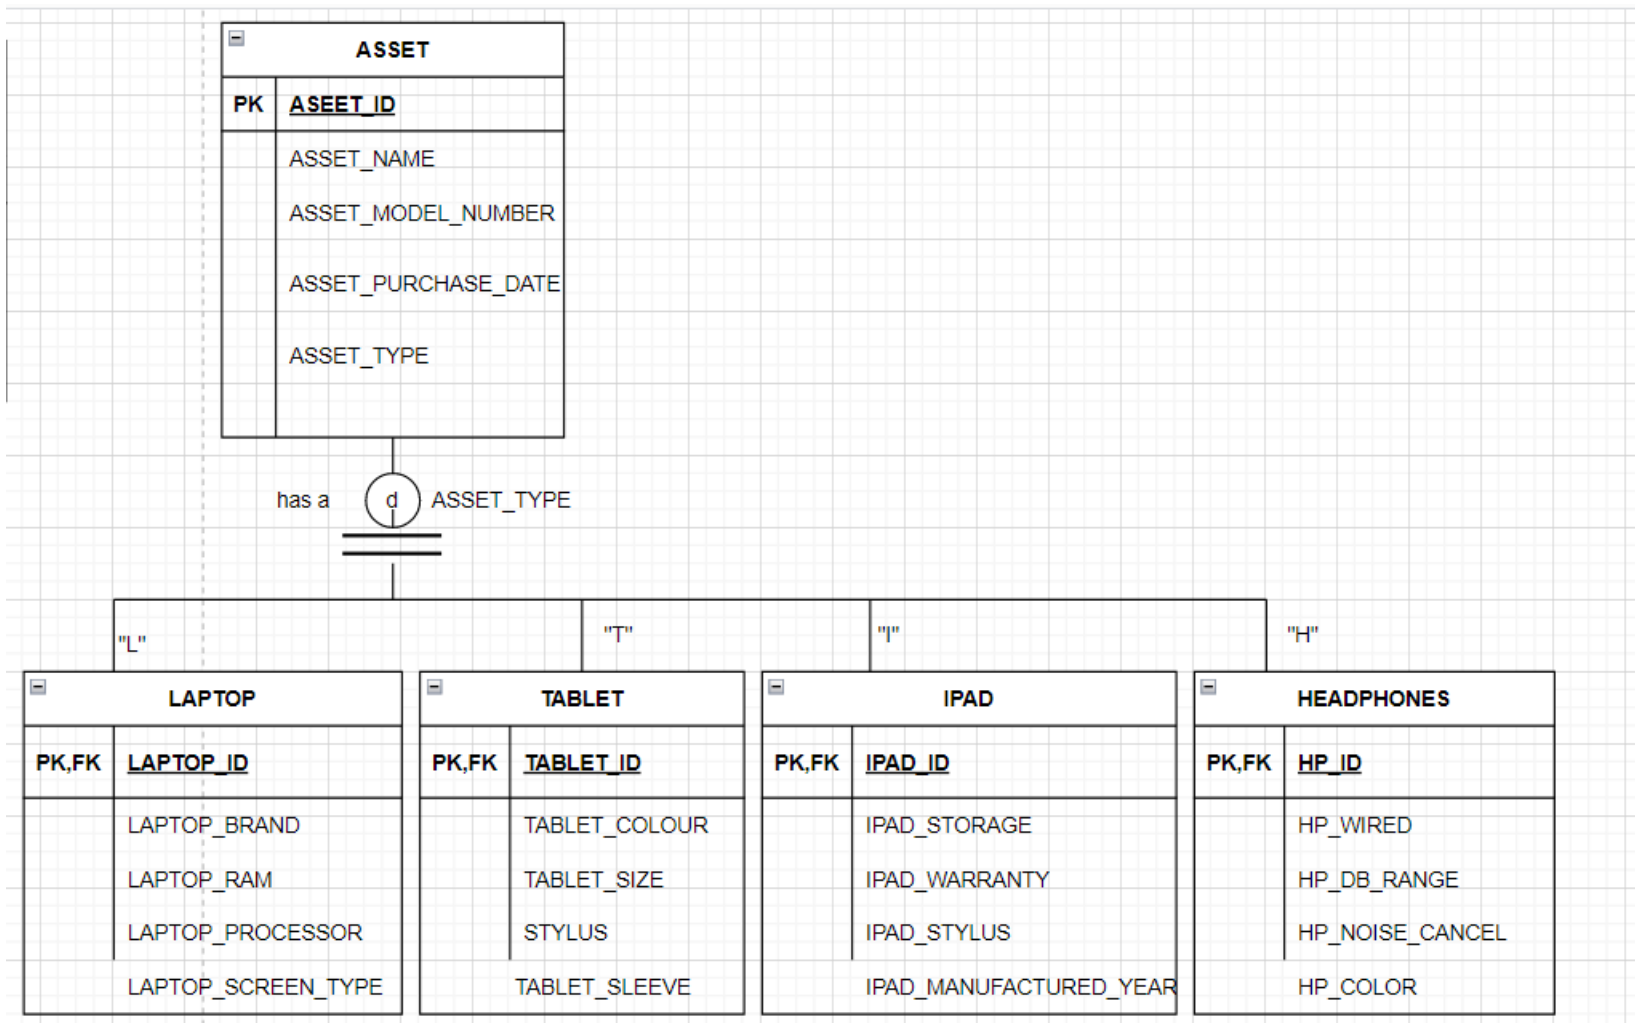 ASSET
PK ASEET_ID
ASSET_NAME
ASSET_MODEL_NUMBER
ASSET_PURCHASE_DATE
ASSET_TYPE
has a d ASSET_TYPE
"L" "T" "I" "H"
LAPTOP
PK,FK LAPTOP_ID
LAPTOP_BRAND
LAPTOP_RAM
LAPTOP_PROCESSOR
LAPTOP_SCREEN_TYPE
TABLET
PK,FK TABLET_ID
TABLET_COLOUR
TABLET_SIZE
STYLUS
TABLET_SLEEVE
IPAD
PK,FK IPAD_ID
IPAD_STORAGE
IPAD_WARRANTY
IPAD_STYLUS
IPAD_MANUFACTURED_YEAR
HEADPHONES
PK,FK HP_ID
HP_WIRED
HP_DB_RANGE
HP_NOISE_CANCEL
HP_COLOR